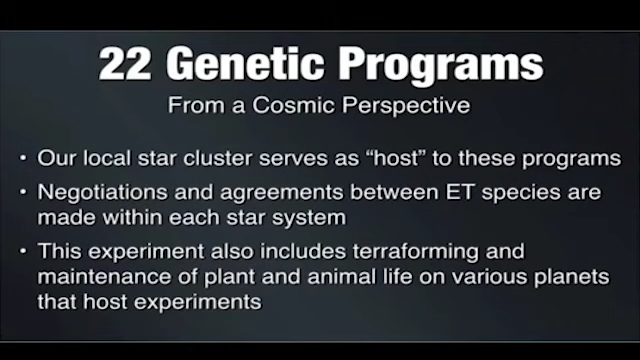 22 Genetic Programs
From a Cosmic Perspective
• Our local star cluster serves as “host” to these programs
• Negotiations and agreements between ET species are
made within each star system
• This experiment also includes terraforming and
maintenance of plant and animal life on various planets
that host experiments